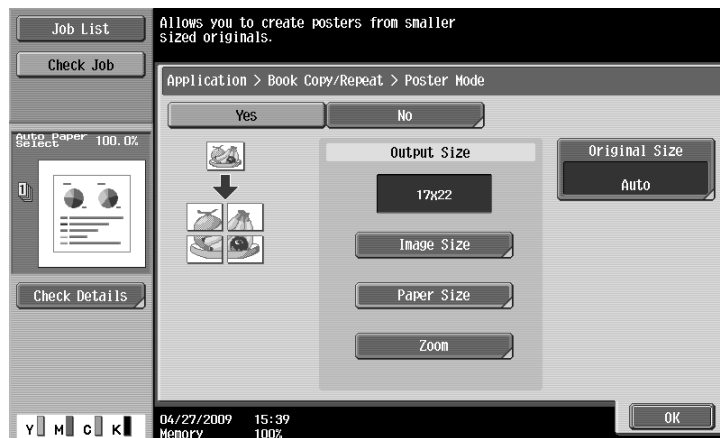 Job List
Check Job
Allows you to create posters from smaller
sized originals.
Application > Book Copy/Repeat > Poster Mode
Yes
No
Auto Paper
Select 100.0%
1
Output Size
17x22
Image Size
Paper Size
Zoom
Original Size
Auto
Check Details
Y M C K
04/27/2009 15:39
Memory 100%
OK